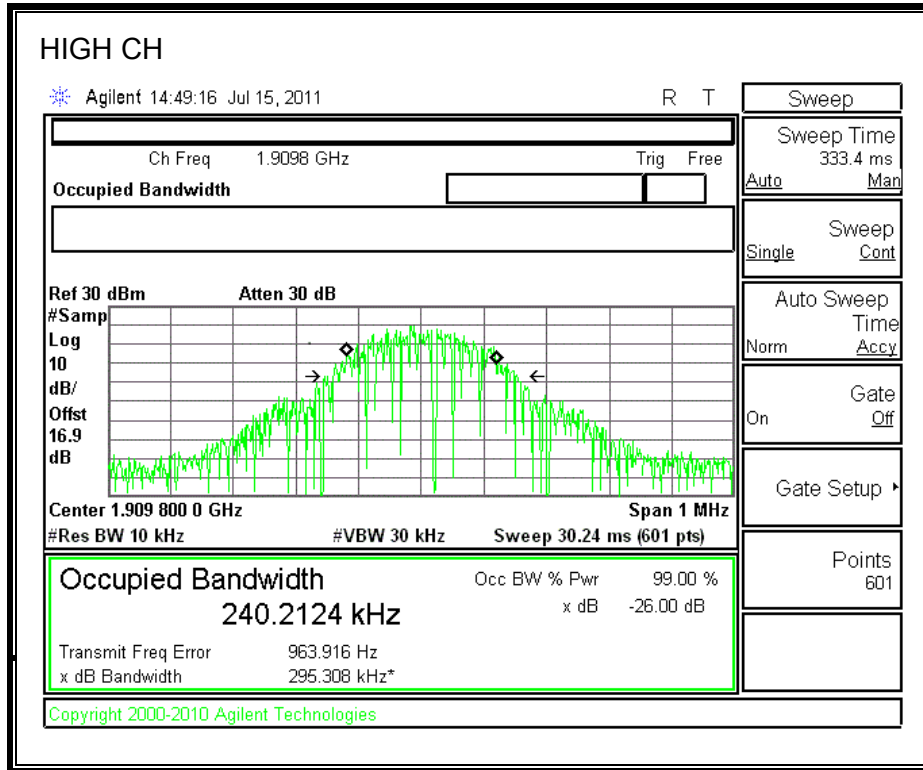 HIGH CH
Agilent 14:49:16 Jul 15, 2011 R T
Ch Freq 1.9098 GHz Trig Free
Occupied Bandwidth
Ref 30 dBm Atten 30 dB
#Samp
Log
10
dB/
Offst
16.9
dB
Center 1.909 800 0 GHz Span 1 MHz
#Res BW 10 kHz #VBW 30 kHz Sweep 30.24 ms (601 pts)
Occupied Bandwidth Occ BW % Pwr 99.00 %
240.2124 kHz x dB -26.00 dB
Transmit Freq Error 963.916 Hz
x dB Bandwidth 295.308 kHz*
Copyright 2000-2010 Agilent Technologies
Sweep
Sweep Time
333.4 ms
Auto Man
Sweep
Single Cont
Auto Sweep
Time
Norm Accy
Gate
On Off
Gate Setup
Points
601